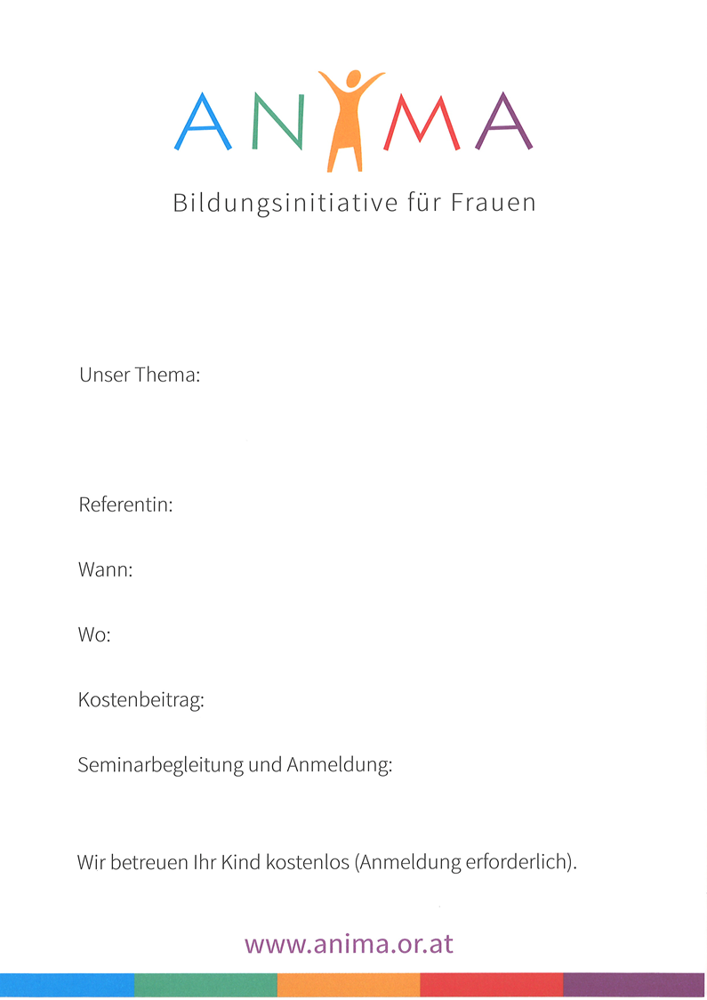 ANIMA
Bildungsinitiative für Frauen
Unser Thema:
Referentin:
Wann:
Wo:
Kostenbeitrag:
Seminarbegleitung und Anmeldung:
Wir betreuen Ihr Kind kostenlos (Anmeldung erforderlich).
www.anima.or.at